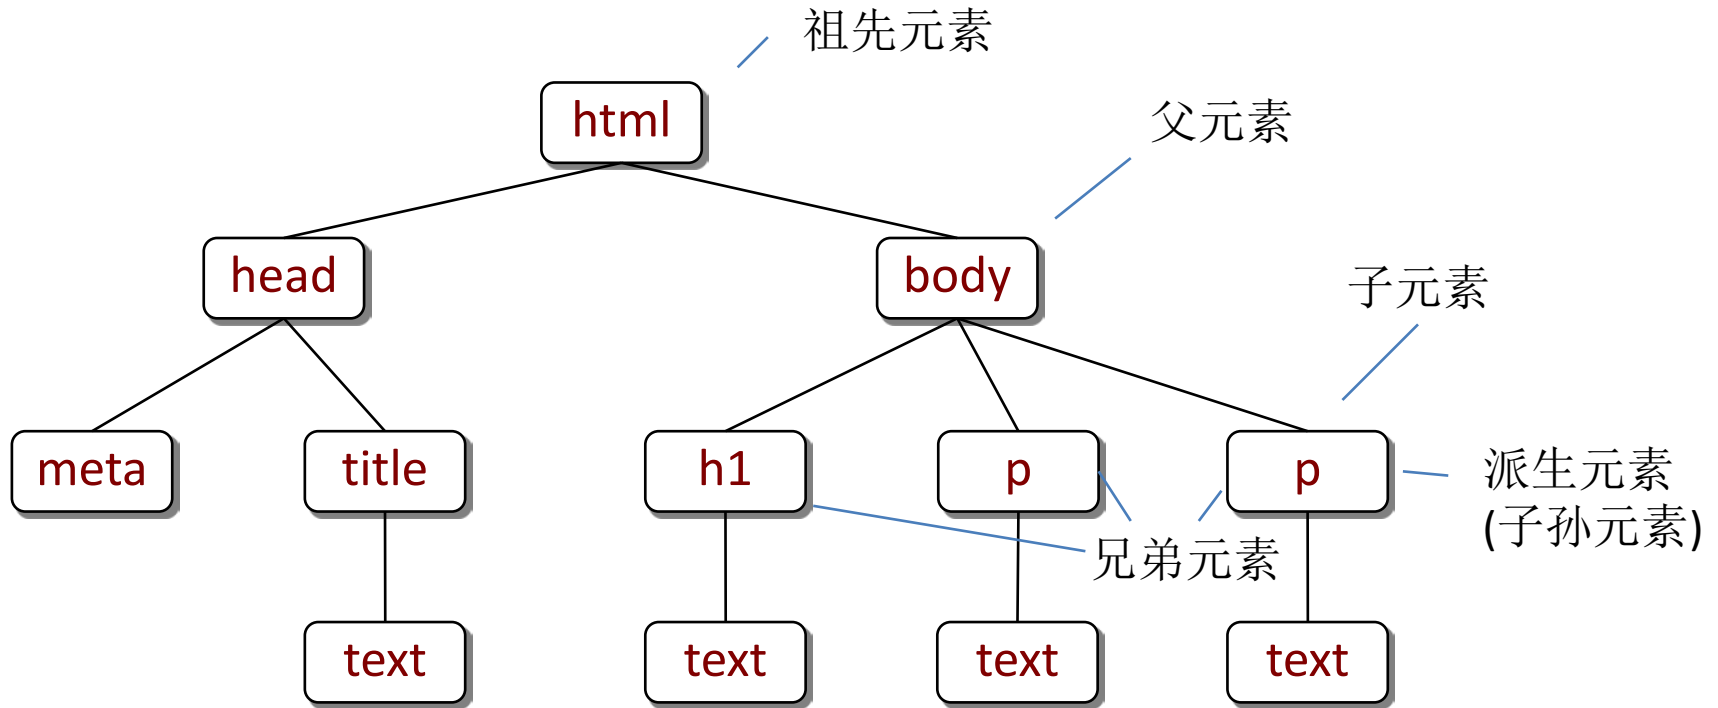 祖先元素
html
父元素
head
body
子元素
meta
title
h1
p
p
派生元素
(子孙元素)
兄弟元素
text
text
text
text